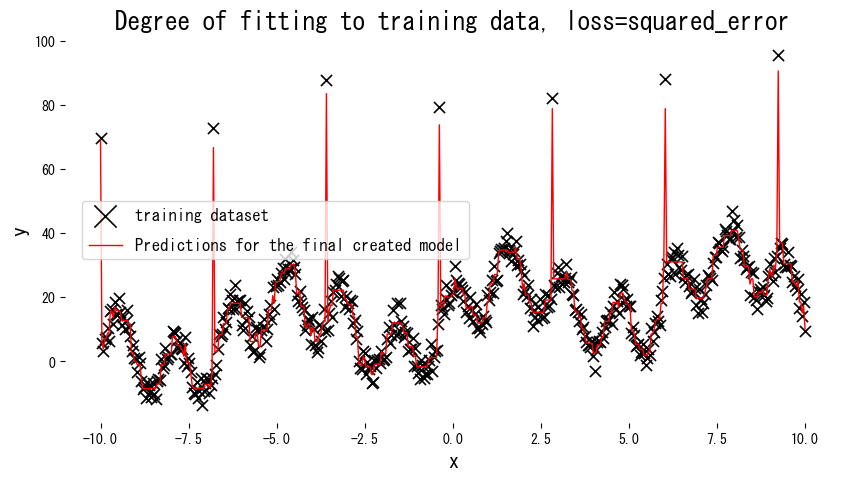 Degree of fitting to training data, loss=squared_error
100
80
60
40
20
0
y
training dataset
Predictions for the final created model
-10.0 -7.5 -5.0 -2.5 0.0 2.5 5.0 7.5 10.0
x